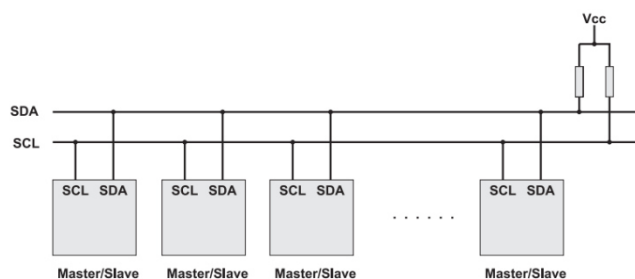 Vcc
SDA
SCL
SCL SDA
SCL SDA
SCL SDA
. . . . . .
SCL SDA
Master/Slave
Master/Slave
Master/Slave
Master/Slave